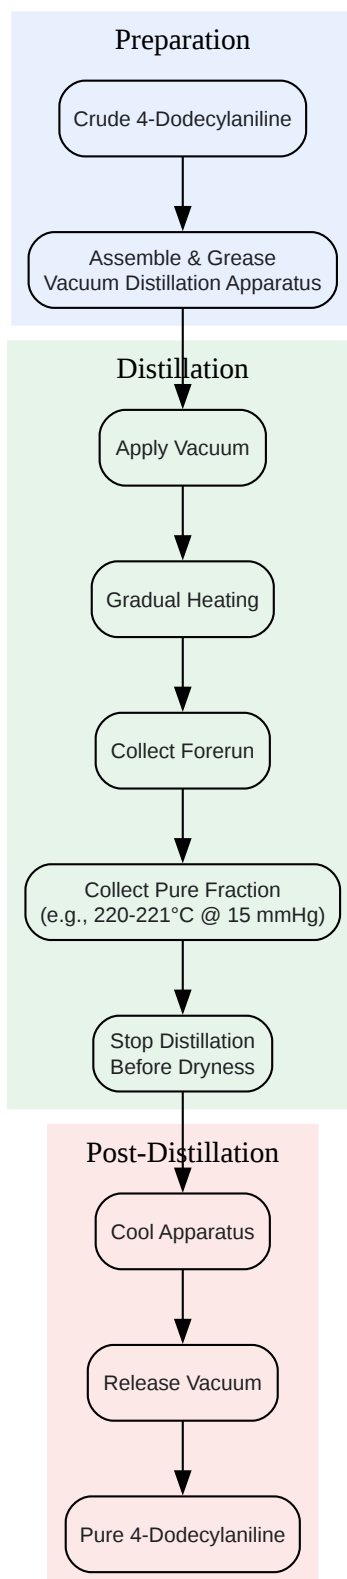 Preparation
Crude 4-Dodecylaniline
Assemble & Grease
Vacuum Distillation Apparatus
Distillation
Apply Vacuum
Gradual Heating
Collect Forerun
Collect Pure Fraction
(e.g., 220-221°C @ 15 mmHg)
Stop Distillation
Before Dryness
Post-Distillation
Cool Apparatus
Release Vacuum
Pure 4-Dodecylaniline